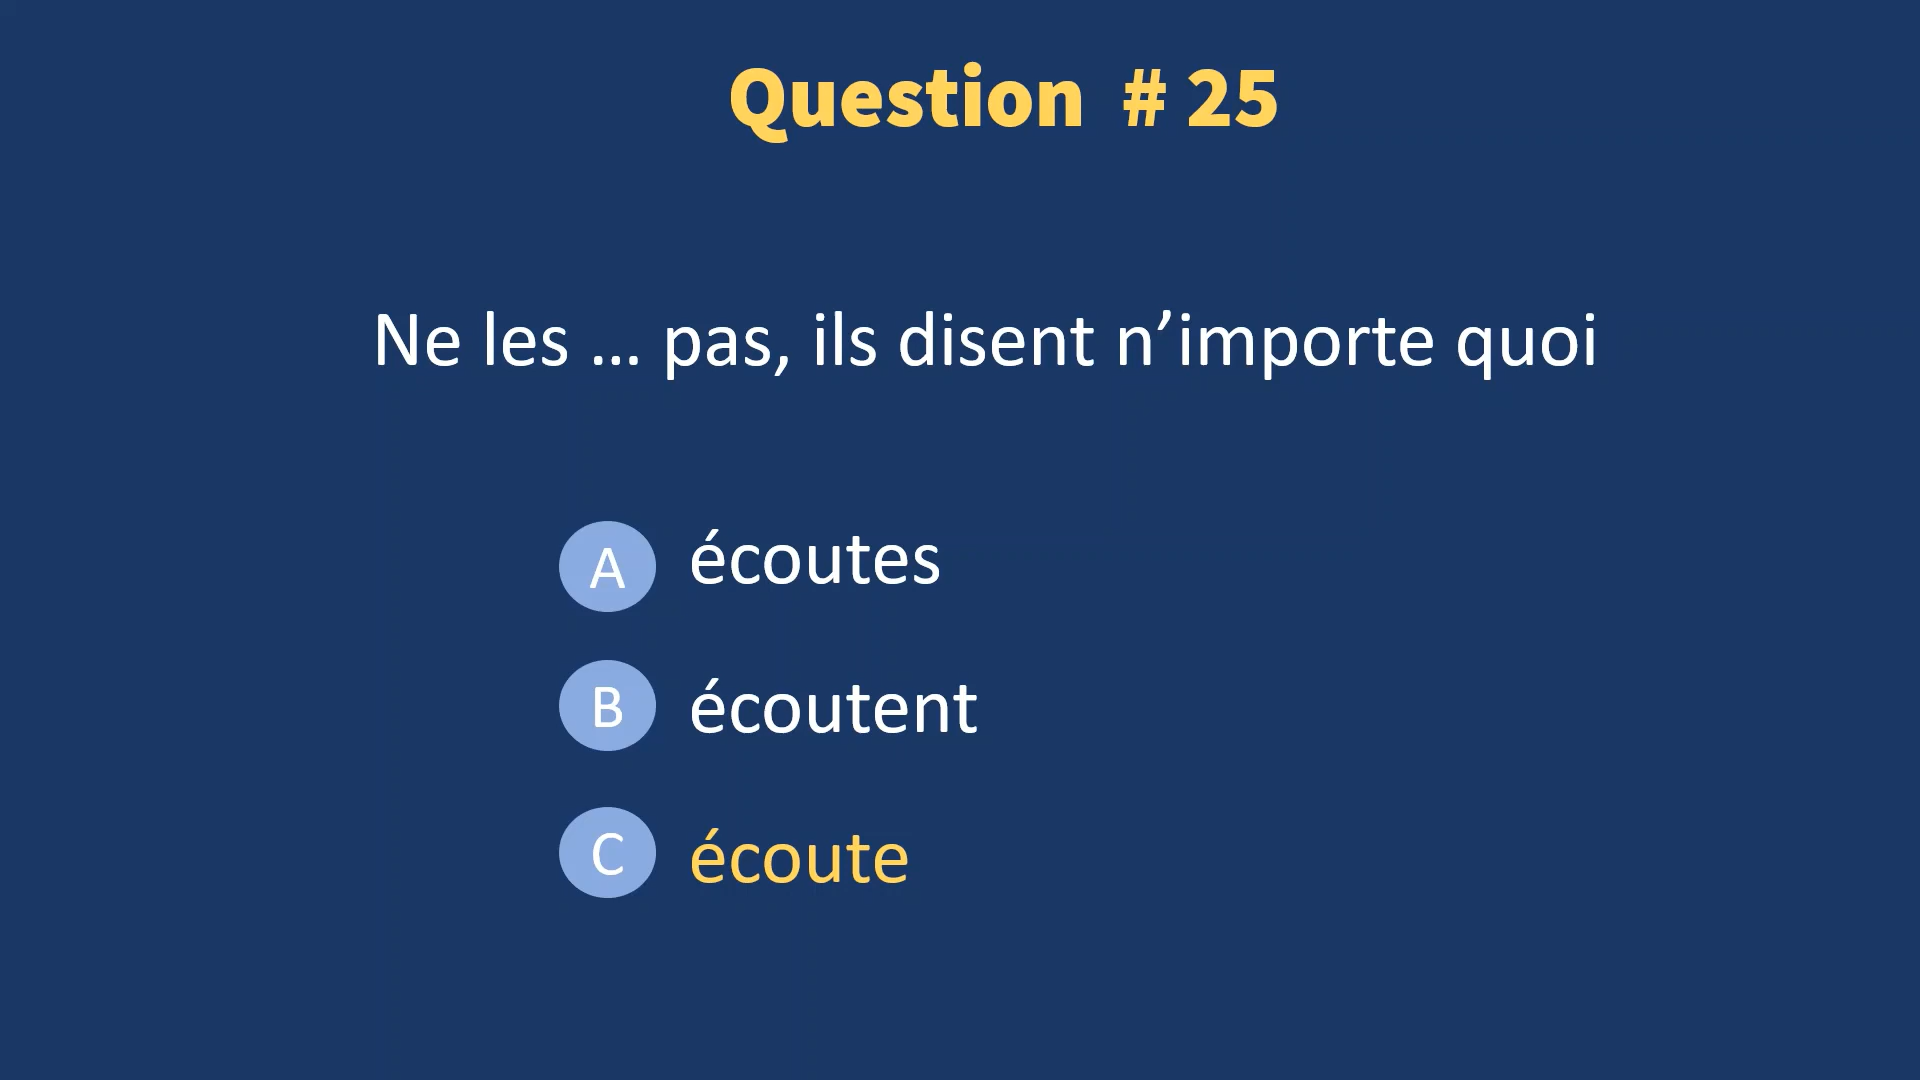 Question # 25
Ne les ... pas, ils disent n’importe quoi
A écoutes
B écoutent
C écoute